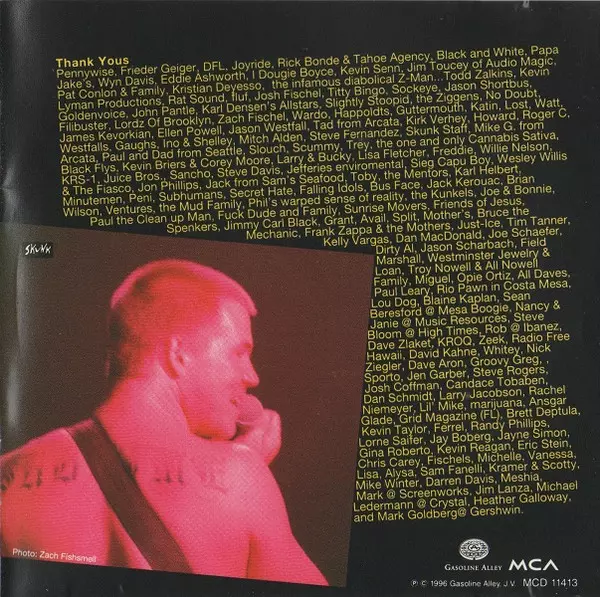 Thank Yous
Pennywise, Frieder Geiger, DFL, Joyride, Rick Bonde & Tahoe Agency, Black and White, Papa
Jake's, Wyn Davis, Eddie Ashworth, I Dougie Boyce, Kevin Senn, Jim Toucey of Audio Magic,
Pat Conlon & Family, Kristian Deyesso, the infamous diabolical Z-Man...Todd Zalkins, Kevin
Lyman Productions, Rat Sound, Iluf, Josh Fischel, Titty Bingo, Sockeye, Jason Shortbus,
Goldenvoice, John Pantle, Karl Densen's Allstars, Slightly Stoopid, the Ziggens, No Doubt,
Filibuster, Lordz Of Brooklyn, Zach Fischel, Wardo, Happoldts, Guttermouth, Katin, Lost, Watt,
James Kevorkian, Ellen Powell, Jason Westfall, Tad from Arcata, Kirk Verhey, Howard, Roger C,
Westfalls, Gaughs, Ino & Shelley, Mitch Alden, Steve Fernandez, Skunk Staff, Mike G. from
Arcata, Paul and Dad from Seattle, Slouch, Scummy, Trey, the one and only Cannabis Sativa,
Black Flys, Kevin Briers & Corey Moore, Larry & Bucky, Lisa Fletcher, Freddie, Willie Nelson,
KRS-1, Juice Bros., Sancho, Steve Davis, Jefferies enviromental, Sieg Capu Boy, Wesley Willis
& The Fiasco, Jon Phillips, Jack from Sam's Seafood, Toby, the Mentors, Karl Helbert,
Minutemen, Peni, Subhumans, Secret Hate, Falling Idols, Bus Face, Jack Kerouac, Brian
Wilson, Ventures, the Mud Family, Phil's warped sense of reality, the Kunkels, Joe & Bonnie,
Paul the Clean up Man, Fuck Dude and Family, Sunrise Movers, Friends of Jesus,
Spenkers, Jimmy Carl Black, Grant, Avail, Split, Mother's, Bruce the
Mechanic, Frank Zappa & the Mothers, Just-Ice, Tim Tanner,
Kelly Vargas, Dan MacDonald, Joe Schaefer,
Dirty Al, Jason Scharbach, Field
Marshall, Westminster Jewelry &
Loan, Troy Nowell & All Nowell
Family, Miguel, Opie Ortiz, All Daves,
Paul Leary, Rio Pawn in Costa Mesa,
Lou Dog, Blaine Kaplan, Sean
Beresford @ Mesa Boogie, Nancy &
Janie @ Music Resources, Steve
Bloom @ High Times, Rob @ Ibanez,
Dave Zlaket, KROQ, Zeek, Radio Free
Hawaii, David Kahne, Whitey, Nick
Ziegler, Dave Aron, Groovy Greg, ,
Sporto, Jen Garber, Steve Rogers,
Josh Coffman, Candace Tobaben,
Dan Schmidt, Larry Jacobson, Rachel
Niemeyer, Lil' Mike, marijuana, Ansgar
Glade, Grid Magazine (FL), Brett Deptula,
Kevin Taylor, Ferrel, Randy Phillips,
Lorne Saifer, Jay Boberg, Jayne Simon,
Gina Roberto, Kevin Reagan, Eric Stein,
Chris Carey, Fischels, Michelle, Vanessa,
Lisa, Alysa, Sam Fanelli, Kramer & Scotty,
Mike Winter, Darren Davis, Meshia,
Mark @ Screenworks, Jim Lanza, Michael
Ledermann @ Crystal, Heather Galloway,
and Mark Goldberg@ Gershwin.
SKUNK
Photo: Zach Fishsmell
GASOLINE ALLEY MCA
Ⓟ © 1996 Gasoline Alley, J.V. MCD 11413